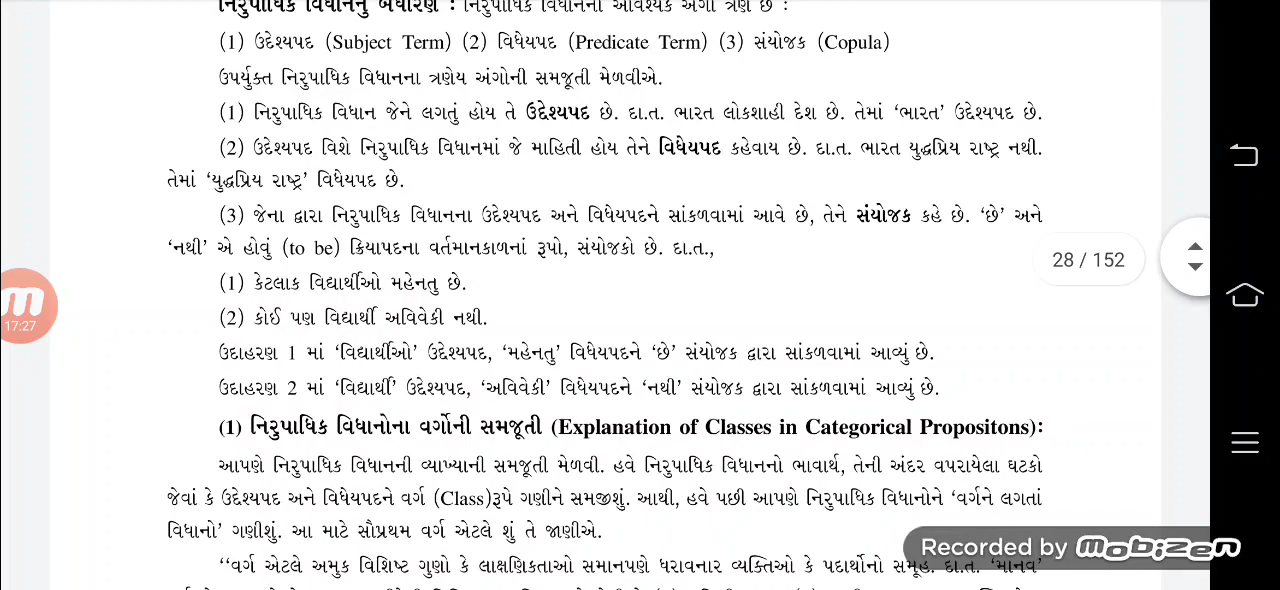 નિરુપાધિક વિધાનનું બંધારણ : નિરુપાધિક વિધાનના આવશ્યક અંગો ત્રણ છે :
(1) ઉદ્દેશ્યપદ (Subject Term) (2) વિધેયપદ (Predicate Term) (3) સંયોજક (Copula)
ઉપર્યુક્ત નિરુપાધિક વિધાનના ત્રણેય અંગોની સમજૂતી મેળવીએ.
(1) નિરુપાધિક વિધાન જેને લગતું હોય તે ઉદ્દેશ્યપદ છે. દા.ત. ભારત લોકશાહી દેશ છે. તેમાં ‘ભારત’ ઉદ્દેશ્યપદ છે.
(2) ઉદ્દેશ્યપદ વિશે નિરુપાધિક વિધાનમાં જે માહિતી હોય તેને વિધેયપદ કહેવાય છે. દા.ત. ભારત યુદ્ધપ્રિય રાષ્ટ્ર નથી.
તેમાં ‘યુદ્ધપ્રિય રાષ્ટ્ર’ વિધેયપદ છે.
(3) જેના દ્વારા નિરુપાધિક વિધાનના ઉદ્દેશ્યપદ અને વિધેયપદને સાંકળવામાં આવે છે, તેને સંયોજક કહે છે. ‘છે’ અને
‘નથી’ એ હોવું (to be) ક્રિયાપદના વર્તમાનકાળનાં રૂપો, સંયોજકો છે. દા.ત.,
28 / 152
(1) કેટલાક વિદ્યાર્થીઓ મહેનતુ છે.
(2) કોઈ પણ વિદ્યાર્થી અવિવેકી નથી.
17:27
ઉદાહરણ 1 માં ‘વિદ્યાર્થીઓ’ ઉદ્દેશ્યપદ, ‘મહેનતુ’ વિધેયપદને ‘છે’ સંયોજક દ્વારા સાંકળવામાં આવ્યું છે.
ઉદાહરણ 2 માં ‘વિદ્યાર્થી’ ઉદ્દેશ્યપદ, ‘અવિવેકી’ વિધેયપદને ‘નથી’ સંયોજક દ્વારા સાંકળવામાં આવ્યું છે.
(1) નિરુપાધિક વિધાનોના વર્ગોની સમજૂતી (Explanation of Classes in Categorical Propositons):
આપણે નિરુપાધિક વિધાનની વ્યાખ્યાની સમજૂતી મેળવી. હવે નિરુપાધિક વિધાનનો ભાવાર્થ, તેની અંદર વપરાયેલા ઘટકો
જેવાં કે ઉદ્દેશ્યપદ અને વિધેયપદને વર્ગ (Class)રૂપે ગણીને સમજીશું. આથી, હવે પછી આપણે નિરુપાધિક વિધાનોને ‘વર્ગને લગતાં
વિધાનો’ ગણીશું. આ માટે સૌપ્રથમ વર્ગ એટલે શું તે જાણીએ.
Recorded by mobizen
“વર્ગ એટલે અમુક વિશિષ્ટ ગુણો કે લાક્ષણિકતાઓ સમાનપણે ધરાવનાર વ્યક્તિઓ કે પદાર્થોનો સમૂહ. દા.ત. ‘માનવ’